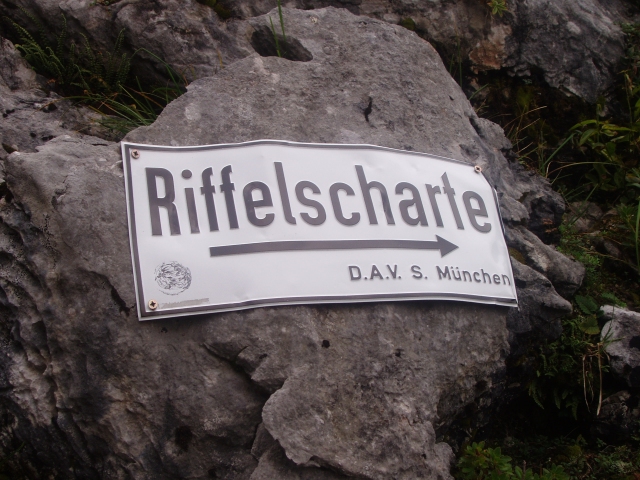 Riffelscharte
D.A.V. S. München